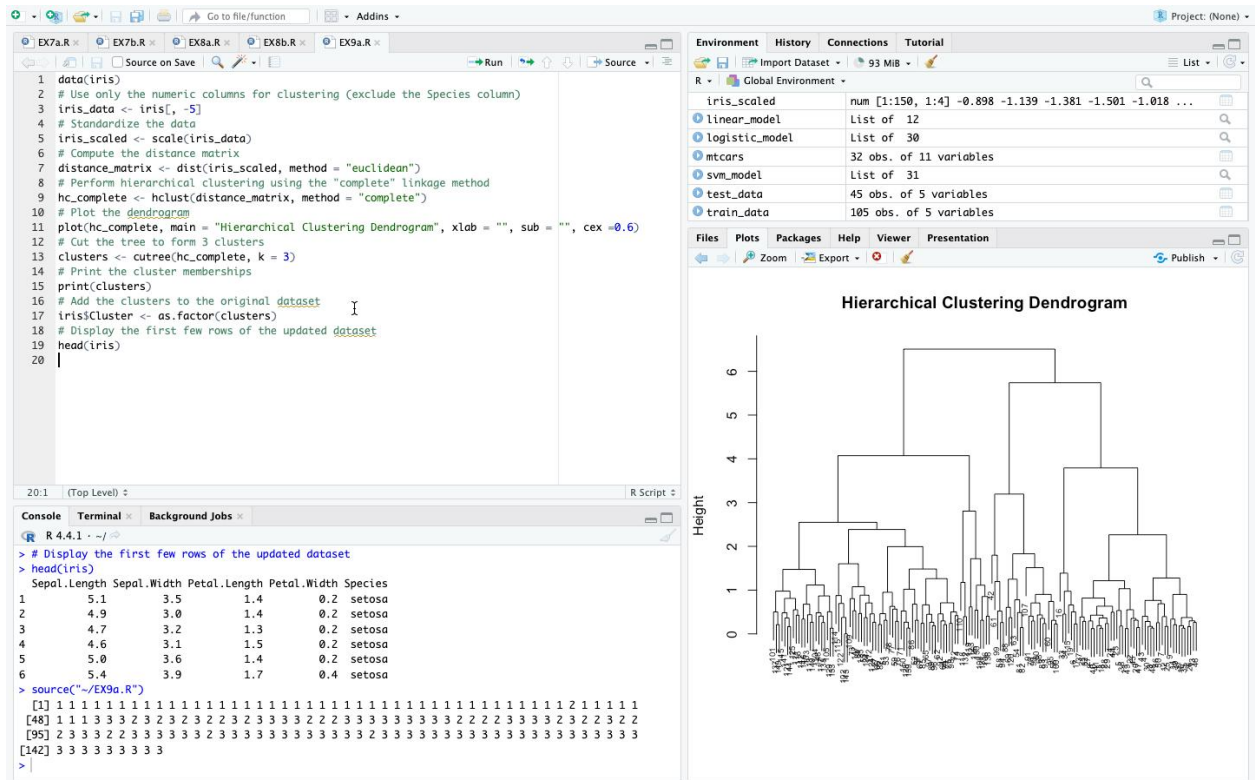 Go to file/function
Addins
Project: (None)
EX7a.R
EX7b.R
EX8a.R
EX8b.R
EX9a.R
Source on Save
Run
Source
1 data(iris)
2 # Use only the numeric columns for clustering (exclude the Species column)
3 iris_data <- iris[, -5]
4 # Standardize the data
5 iris_scaled <- scale(iris_data)
6 # Compute the distance matrix
7 distance_matrix <- dist(iris_scaled, method = "euclidean")
8 # Perform hierarchical clustering using the "complete" linkage method
9 hc_complete <- hclust(distance_matrix, method = "complete")
10 # Plot the dendrogram
11 plot(hc_complete, main = "Hierarchical Clustering Dendrogram", xlab = "", sub = "", cex =0.6)
12 # Cut the tree to form 3 clusters
13 clusters <- cutree(hc_complete, k = 3)
14 # Print the cluster memberships
15 print(clusters)
16 # Add the clusters to the original dataset
17 iris$Cluster <- as.factor(clusters)
18 # Display the first few rows of the updated dataset
19 head(iris)
20
20:1 (Top Level) R Script
Console Terminal Background Jobs
R 4.4.1 · ~/
> # Display the first few rows of the updated dataset
> head(iris)
Sepal.Length Sepal.Width Petal.Length Petal.Width Species
1 5.1 3.5 1.4 0.2 setosa
2 4.9 3.0 1.4 0.2 setosa
3 4.7 3.2 1.3 0.2 setosa
4 4.6 3.1 1.5 0.2 setosa
5 5.0 3.6 1.4 0.2 setosa
6 5.4 3.9 1.7 0.4 setosa
> source("~/EX9a.R")
[1] 1 1 1 1 1 1 1 1 1 1 1 1 1 1 1 1 1 1 1 1 1 1 1 1 1 1 1 1 1 1 1 1 1 1 1 1 1 1 1 1 1 2 1 1 1 1 1
[48] 1 1 1 3 3 3 2 3 2 3 2 3 2 2 3 2 3 3 3 3 2 2 2 3 3 3 3 3 3 3 3 3 2 2 2 2 3 3 3 3 2 3 2 2 3 2 2
[95] 2 3 3 3 2 2 3 3 3 3 3 3 2 3 3 3 3 3 3 3 3 3 3 3 3 2 3 3 3 3 3 3 3 3 3 3 3 3 3 3 3 3 3 3 3 3 3
[142] 3 3 3 3 3 3 3 3 3
>
Environment History Connections Tutorial
Import Dataset 93 MiB List
R Global Environment
iris_scaled num [1:150, 1:4] -0.898 -1.139 -1.381 -1.501 -1.018 ...
linear_model List of 12
logistic_model List of 30
mtcars 32 obs. of 11 variables
svm_model List of 31
test_data 45 obs. of 5 variables
train_data 105 obs. of 5 variables
Files Plots Packages Help Viewer Presentation
Zoom Export Publish
Hierarchical Clustering Dendrogram
Height
6
5
4
3
2
1
0
42
107
16